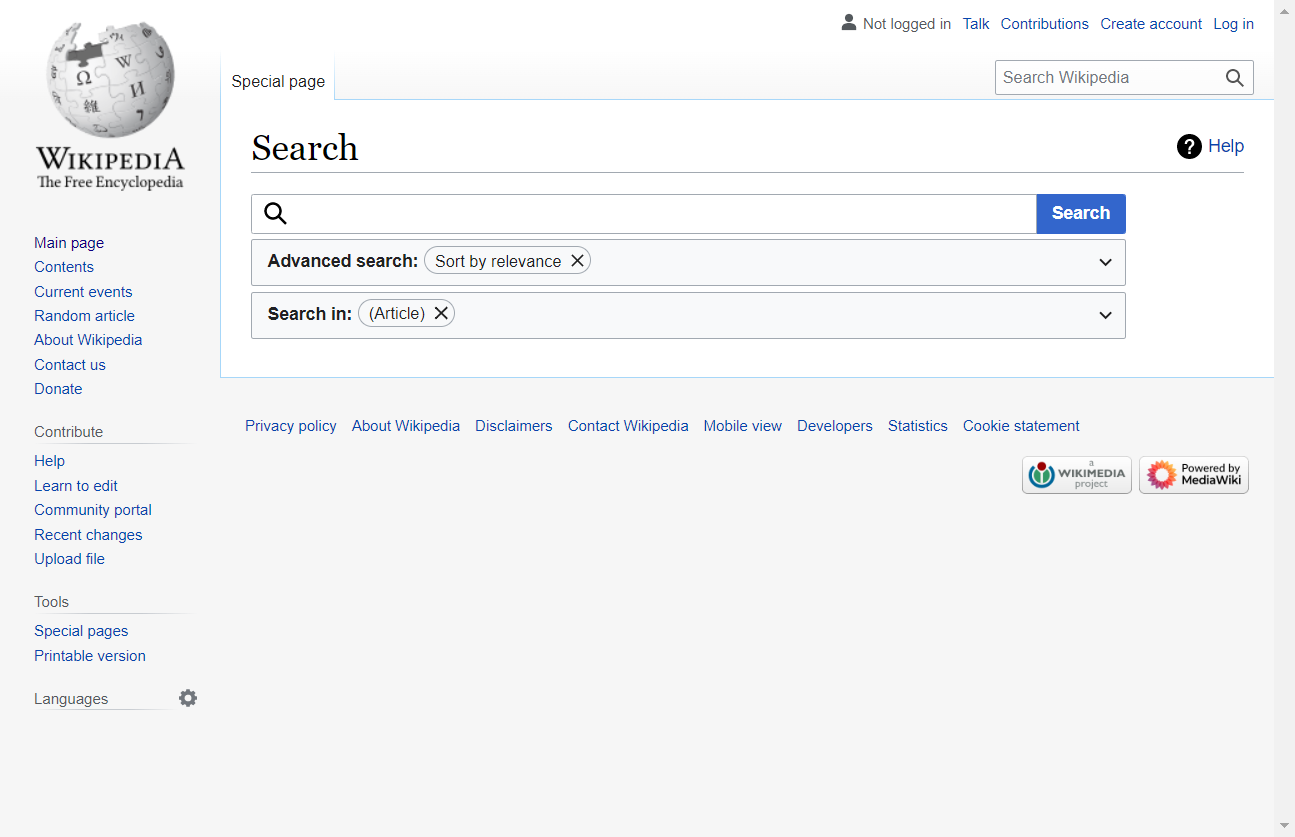 Not logged in Talk Contributions Create account Log in
Special page
Search Wikipedia
WIKIPEDIA
The Free Encyclopedia
Search
Help
Search
Advanced search: Sort by relevance
Search in: (Article)
Main page
Contents
Current events
Random article
About Wikipedia
Contact us
Donate
Contribute
Help
Learn to edit
Community portal
Recent changes
Upload file
Tools
Special pages
Printable version
Languages
Privacy policy About Wikipedia Disclaimers Contact Wikipedia Mobile view Developers Statistics Cookie statement
a
WIKIMEDIA
project
Powered by
MediaWiki